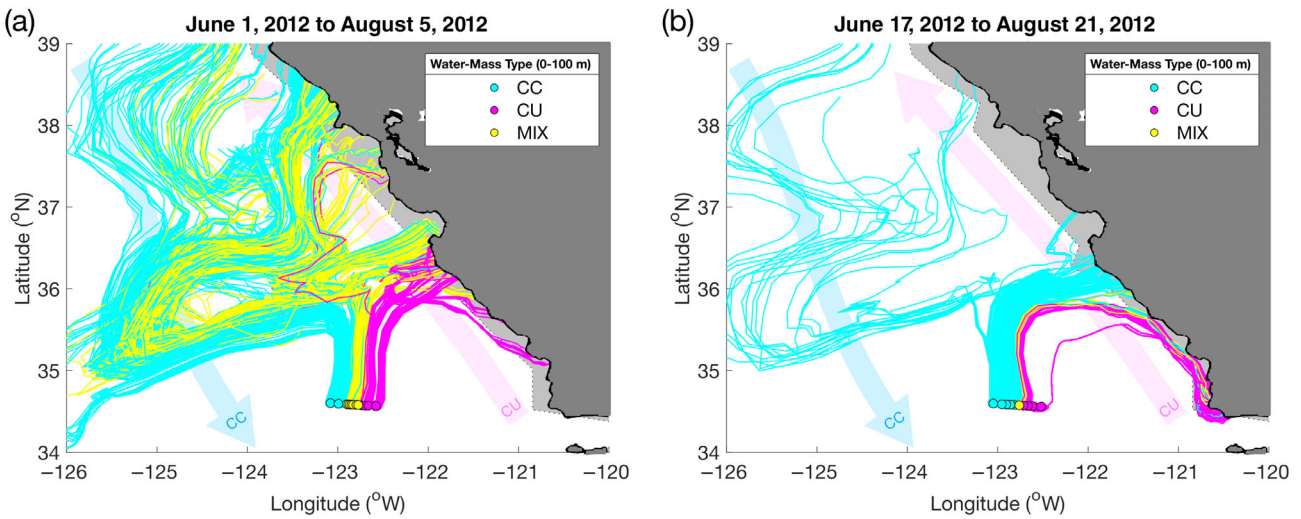 (a)
June 1, 2012 to August 5, 2012
39
38
37
36
35
34
Latitude (°N)
Water-Mass Type (0-100 m)
CC
CU
MIX
CC
CU
−126
−125
−124
−123
−122
−121
−120
Longitude (°W)
(b)
June 17, 2012 to August 21, 2012
39
38
37
36
35
34
Latitude (°N)
Water-Mass Type (0-100 m)
CC
CU
MIX
CC
CU
−126
−125
−124
−123
−122
−121
−120
Longitude (°W)